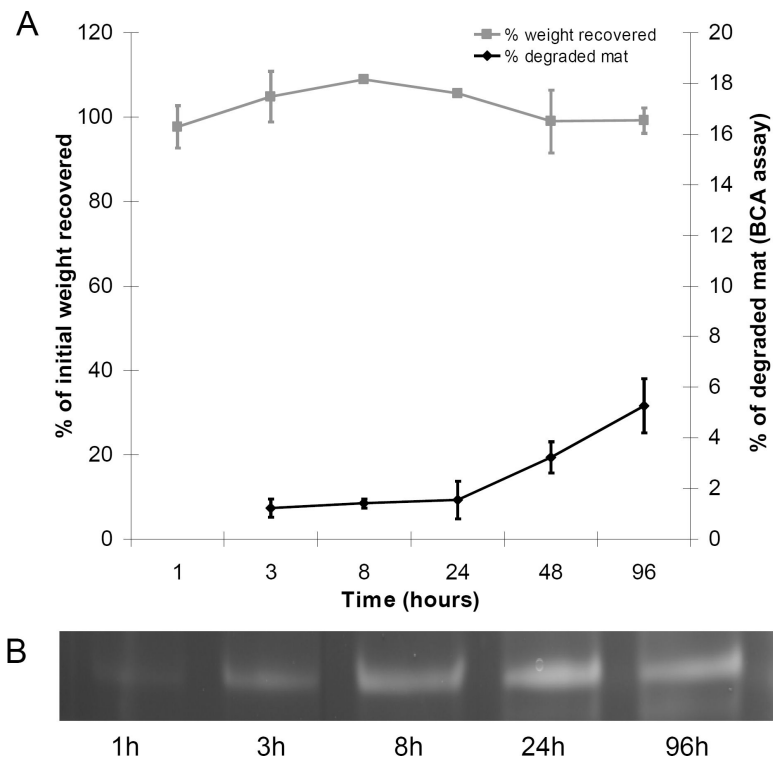 A
% weight recovered
% degraded mat
% of initial weight recovered
120
100
80
60
40
20
0
20
18
16
14
12
10
8
6
4
2
0
% of degraded mat (BCA assay)
1 3 8 24 48 96
Time (hours)
B
1h 3h 8h 24h 96h